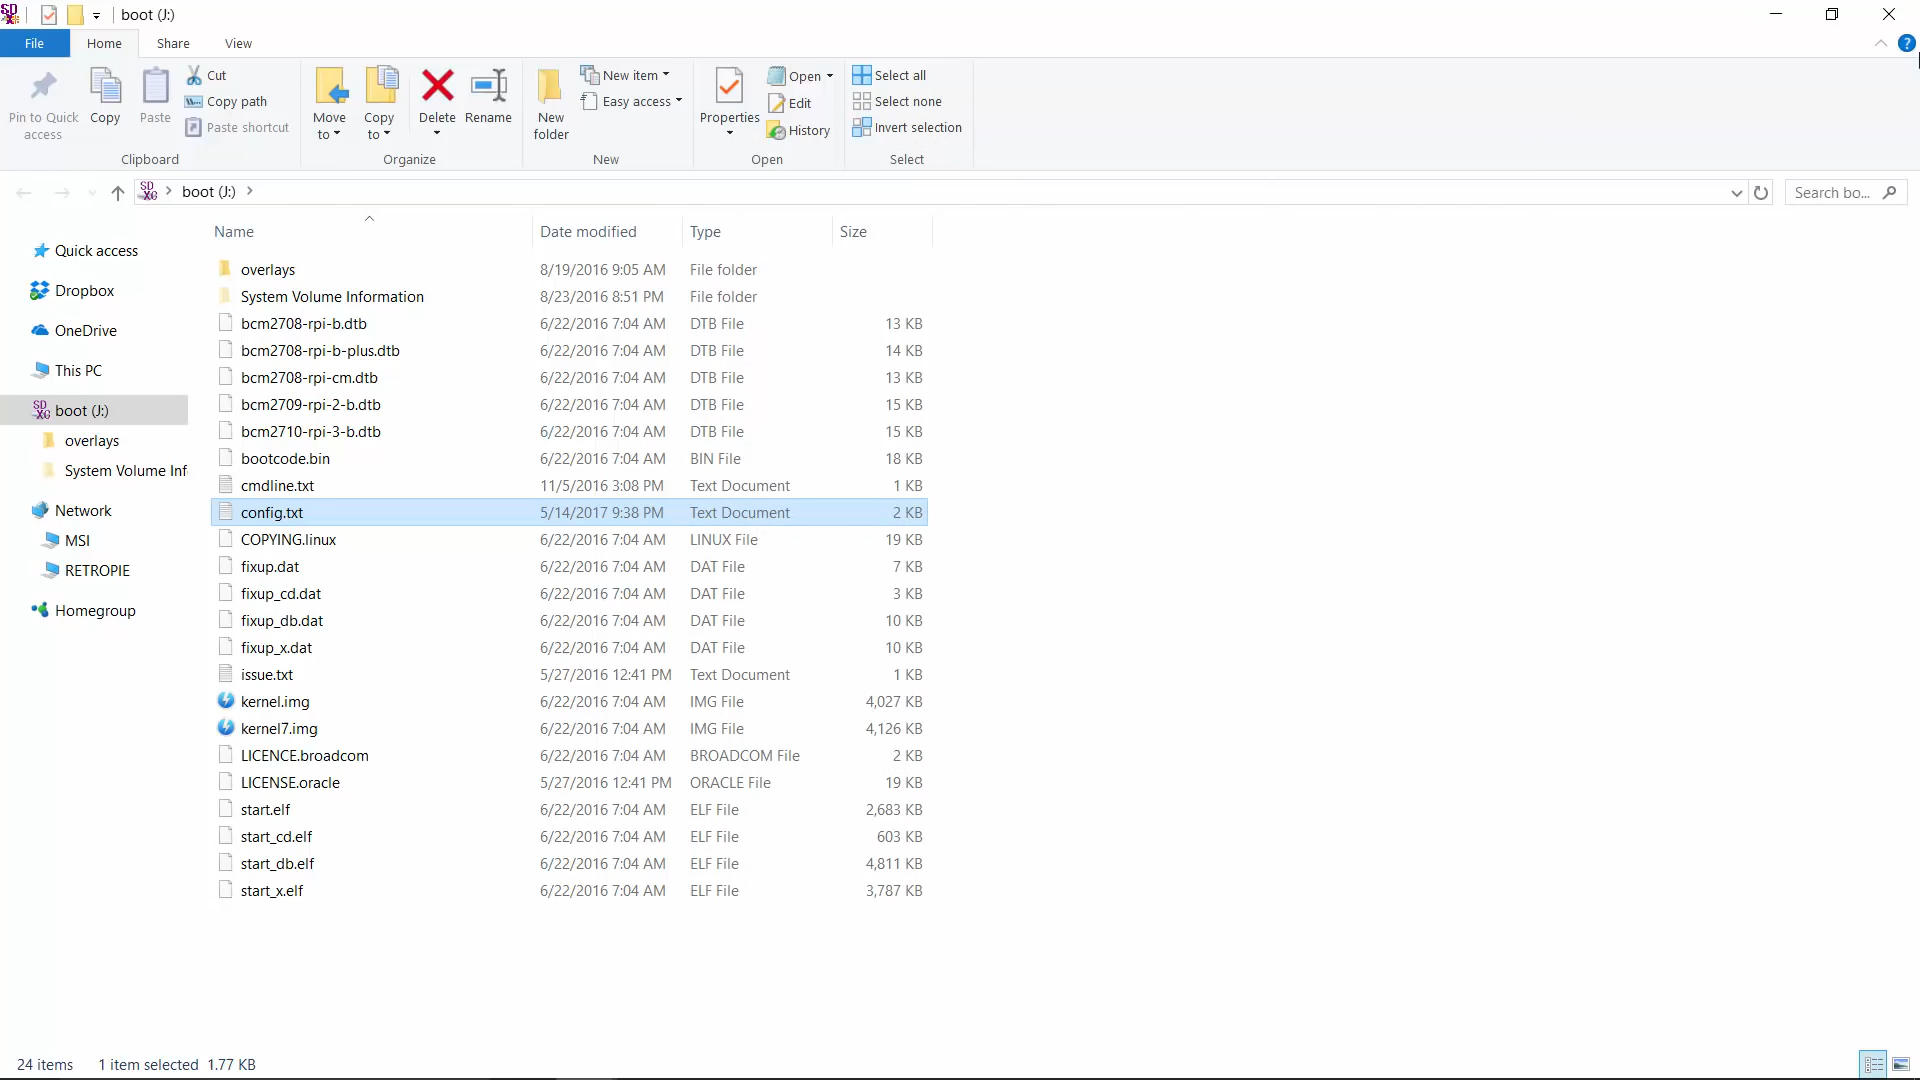 boot (J:)
File Home Share View
Pin to Quick access
Copy
Paste
Cut
Copy path
Paste shortcut
Clipboard
Move to
Copy to
Delete
Rename
Organize
New folder
New item
Easy access
New
Properties
Open
Edit
History
Open
Select all
Select none
Invert selection
Select
boot (J:)
Search bo...
Quick access
Dropbox
OneDrive
This PC
boot (J:)
overlays
System Volume Inf
Network
MSI
RETROPIE
Homegroup
Name Date modified Type Size
overlays 8/19/2016 9:05 AM File folder
System Volume Information 8/23/2016 8:51 PM File folder
bcm2708-rpi-b.dtb 6/22/2016 7:04 AM DTB File 13 KB
bcm2708-rpi-b-plus.dtb 6/22/2016 7:04 AM DTB File 14 KB
bcm2708-rpi-cm.dtb 6/22/2016 7:04 AM DTB File 13 KB
bcm2709-rpi-2-b.dtb 6/22/2016 7:04 AM DTB File 15 KB
bcm2710-rpi-3-b.dtb 6/22/2016 7:04 AM DTB File 15 KB
bootcode.bin 6/22/2016 7:04 AM BIN File 18 KB
cmdline.txt 11/5/2016 3:08 PM Text Document 1 KB
config.txt 5/14/2017 9:38 PM Text Document 2 KB
COPYING.linux 6/22/2016 7:04 AM LINUX File 19 KB
fixup.dat 6/22/2016 7:04 AM DAT File 7 KB
fixup_cd.dat 6/22/2016 7:04 AM DAT File 3 KB
fixup_db.dat 6/22/2016 7:04 AM DAT File 10 KB
fixup_x.dat 6/22/2016 7:04 AM DAT File 10 KB
issue.txt 5/27/2016 12:41 PM Text Document 1 KB
kernel.img 6/22/2016 7:04 AM IMG File 4,027 KB
kernel7.img 6/22/2016 7:04 AM IMG File 4,126 KB
LICENCE.broadcom 6/22/2016 7:04 AM BROADCOM File 2 KB
LICENSE.oracle 5/27/2016 12:41 PM ORACLE File 19 KB
start.elf 6/22/2016 7:04 AM ELF File 2,683 KB
start_cd.elf 6/22/2016 7:04 AM ELF File 603 KB
start_db.elf 6/22/2016 7:04 AM ELF File 4,811 KB
start_x.elf 6/22/2016 7:04 AM ELF File 3,787 KB
24 items 1 item selected 1.77 KB